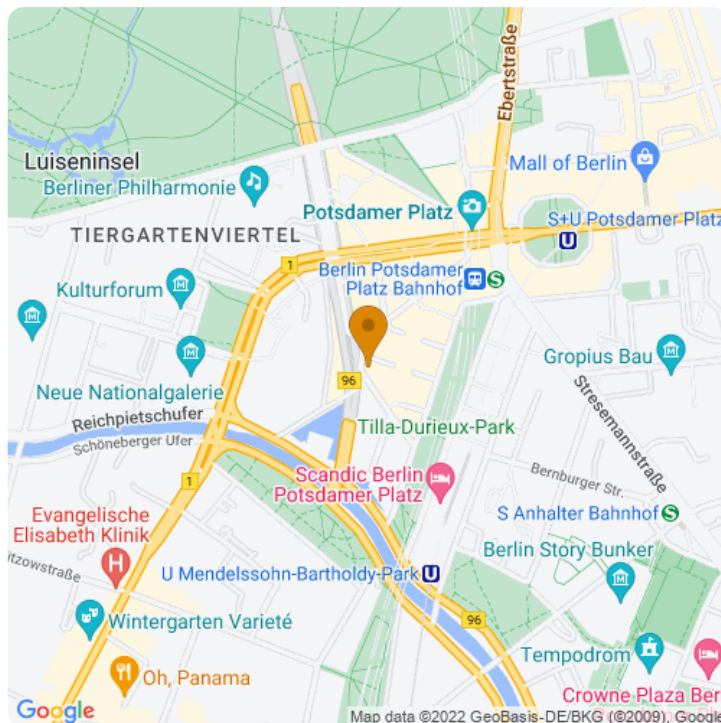 Ebertstraße
Luiseninsel
Mall of Berlin
Berliner Philharmonie
Potsdamer Platz
S+U Potsdamer Platz
U
TIERGARTENVIERTEL
1
Berlin Potsdamer
Platz Bahnhof
S
Kulturforum
M
M
M
Gropius Bau
M
96
Neue Nationalgalerie
Stresemannstraße
Reichpietschufer
Schöneberger Ufer
Tilla-Durieux-Park
Scandic Berlin
Potsdamer Platz
Bernburger Str.
1
S Anhalter Bahnhof
S
Evangelische
Elisabeth Klinik
H
Berlin Story Bunker
M
U Mendelssohn-Bartholdy-Park
U
Wintergarten Varieté
96
Tempodrom
Oh, Panama
Crowne Plaza Ber
Google
Map data ©2022 GeoBasis-DE/BKG (©2009), Google